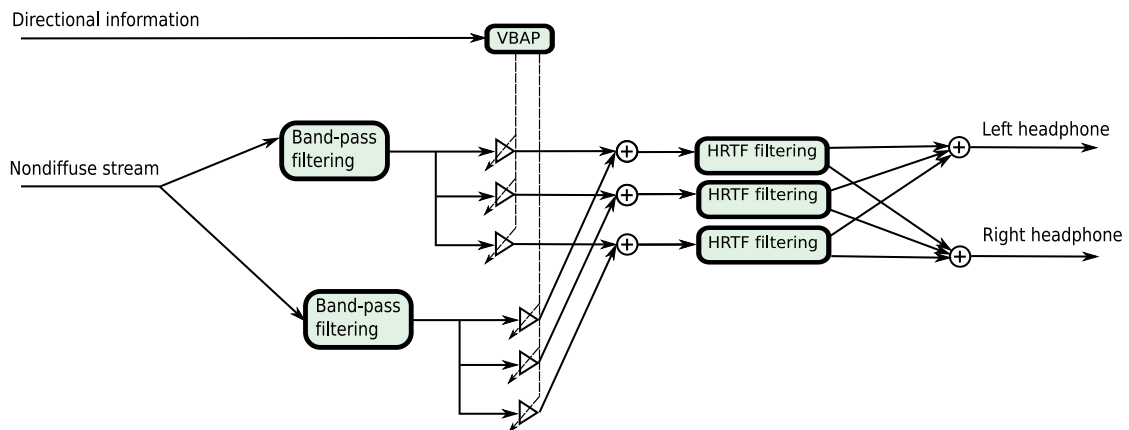 Directional information
VBAP
Band-pass
filtering
Left headphone
HRTF filtering
Nondiffuse stream
HRTF filtering
HRTF filtering
Right headphone
Band-pass
filtering